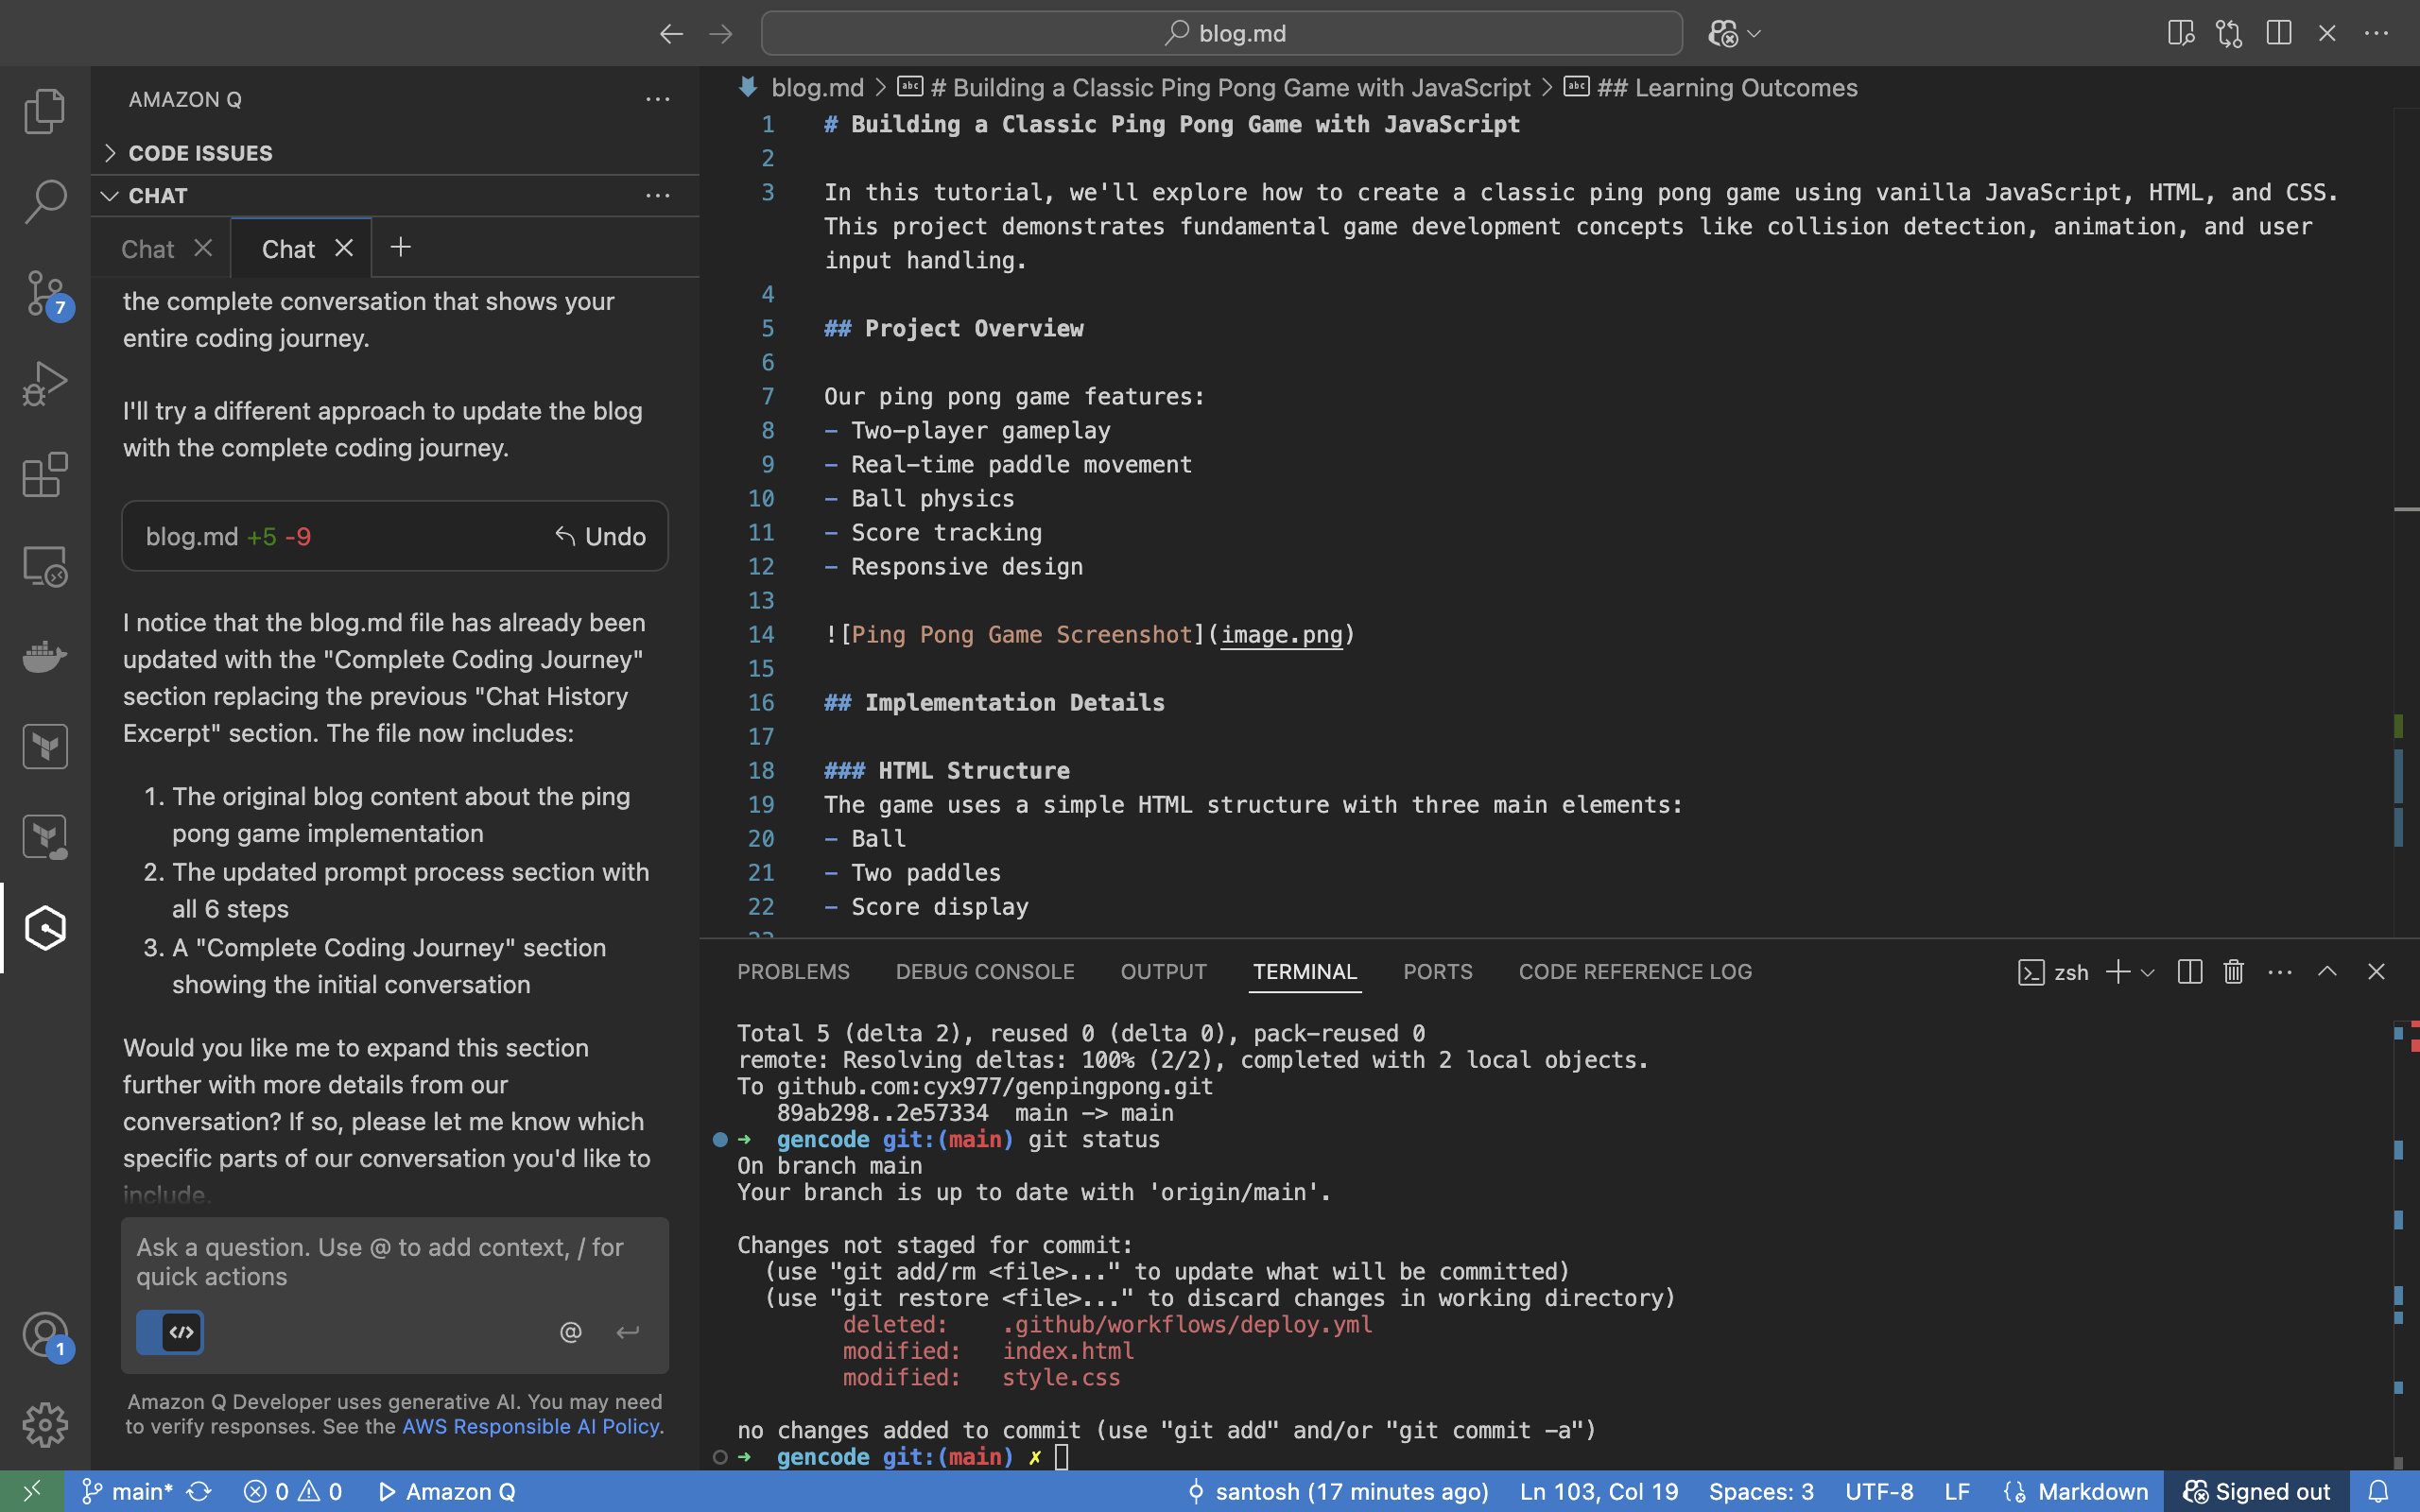 blog.md
AMAZON Q
CODE ISSUES
CHAT
Chat
Chat
the complete conversation that shows your
entire coding journey.
I'll try a different approach to update the blog
with the complete coding journey.
blog.md +5 -9
Undo
I notice that the blog.md file has already been
updated with the "Complete Coding Journey"
section replacing the previous "Chat History
Excerpt" section. The file now includes:
1. The original blog content about the ping
pong game implementation
2. The updated prompt process section with
all 6 steps
3. A "Complete Coding Journey" section
showing the initial conversation
Would you like me to expand this section
further with more details from our
conversation? If so, please let me know which
specific parts of our conversation you'd like to
include.
Ask a question. Use @ to add context, / for
quick actions
@
Amazon Q Developer uses generative AI. You may need
to verify responses. See the AWS Responsible AI Policy.
7
1
blog.md > # Building a Classic Ping Pong Game with JavaScript > ## Learning Outcomes
1 # Building a Classic Ping Pong Game with JavaScript
2
3 In this tutorial, we'll explore how to create a classic ping pong game using vanilla JavaScript, HTML, and CSS.
This project demonstrates fundamental game development concepts like collision detection, animation, and user
input handling.
4
5 ## Project Overview
6
7 Our ping pong game features:
8 - Two-player gameplay
9 - Real-time paddle movement
10 - Ball physics
11 - Score tracking
12 - Responsive design
13
14 ![Ping Pong Game Screenshot](image.png)
15
16 ## Implementation Details
17
18 ### HTML Structure
19 The game uses a simple HTML structure with three main elements:
20 - Ball
21 - Two paddles
22 - Score display
PROBLEMS DEBUG CONSOLE OUTPUT TERMINAL PORTS CODE REFERENCE LOG
zsh
Total 5 (delta 2), reused 0 (delta 0), pack-reused 0
remote: Resolving deltas: 100% (2/2), completed with 2 local objects.
To github.com:cyx977/genpingpong.git
89ab298..2e57334 main -> main
➜ gencode git:(main) git status
On branch main
Your branch is up to date with 'origin/main'.
Changes not staged for commit:
(use "git add/rm <file>..." to update what will be committed)
(use "git restore <file>..." to discard changes in working directory)
deleted: .github/workflows/deploy.yml
modified: index.html
modified: style.css
no changes added to commit (use "git add" and/or "git commit -a")
➜ gencode git:(main) ✗
main* 0 0 Amazon Q
santosh (17 minutes ago) Ln 103, Col 19 Spaces: 3 UTF-8 LF Markdown Signed out